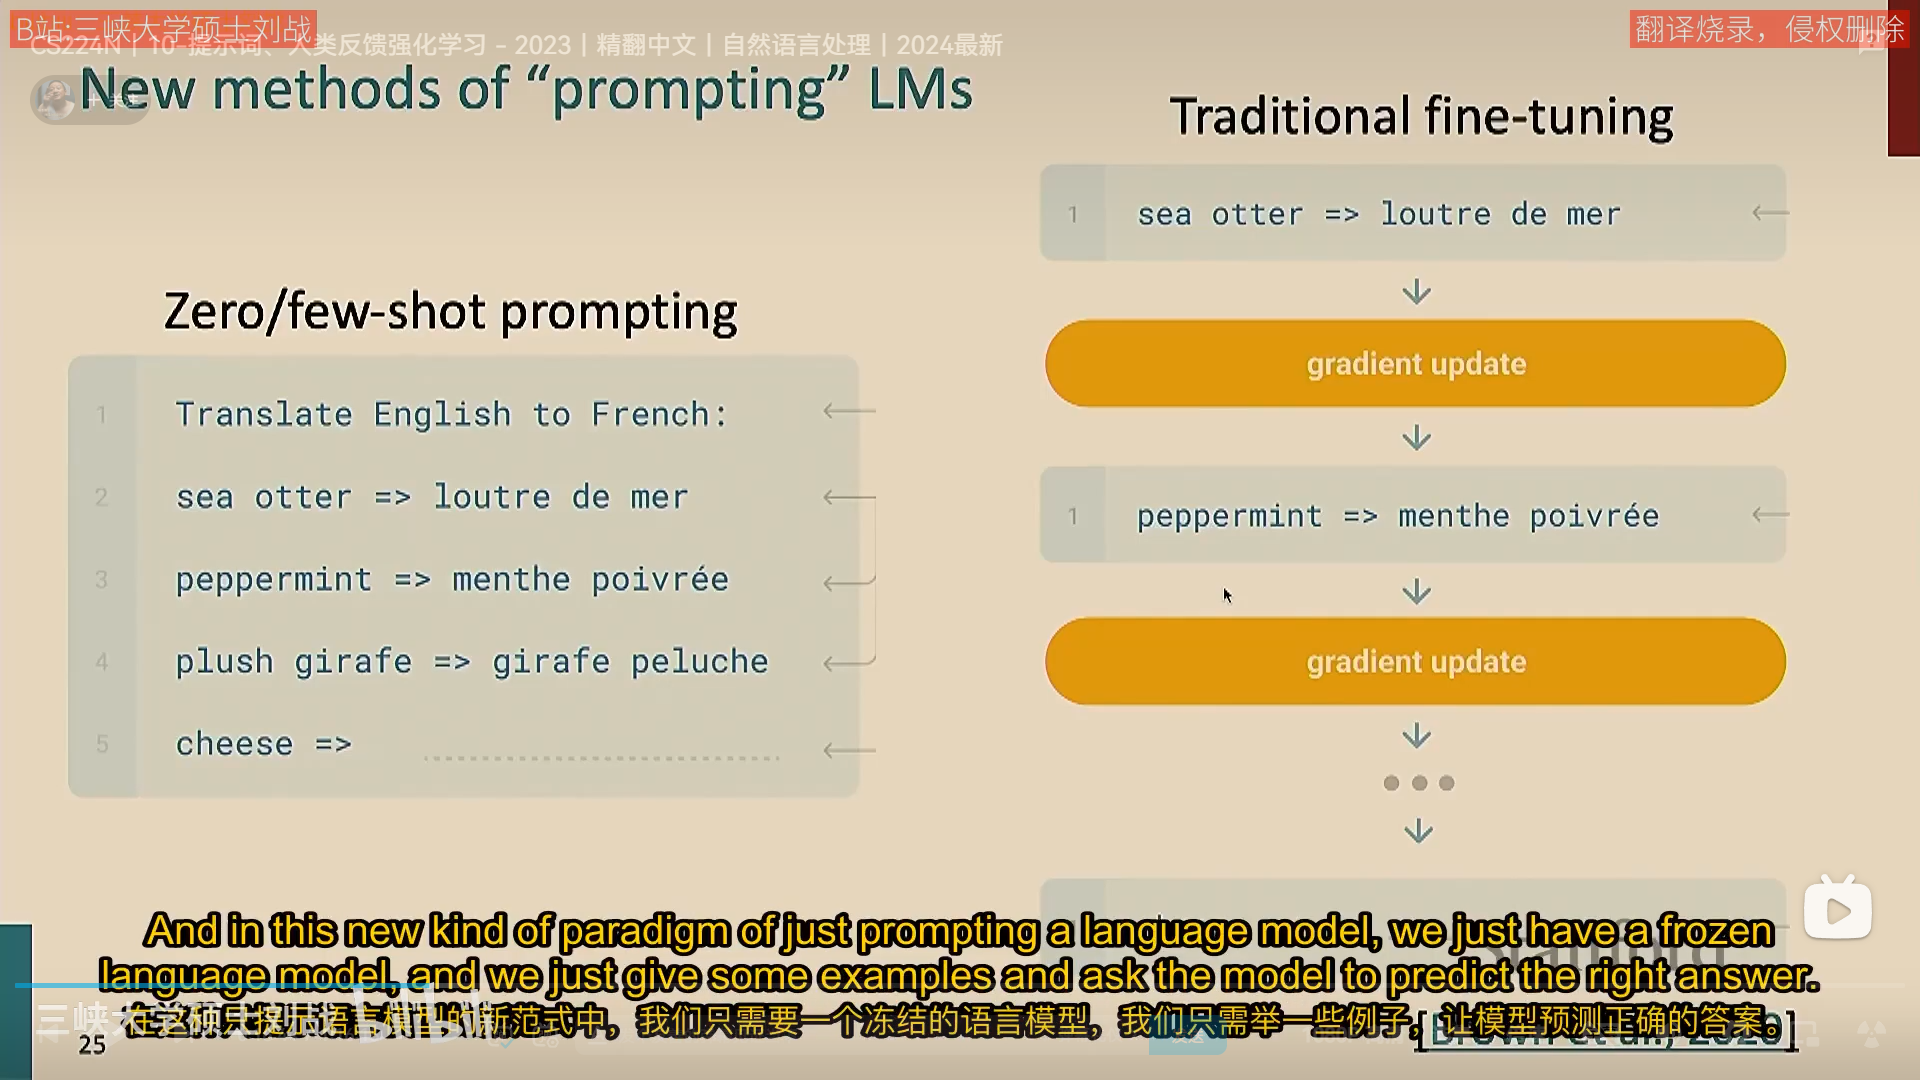 B站:三峡大学硕士刘战
翻译烧录，侵权删除
CS224N｜10-提示词、人类反馈强化学习 – 2023｜精翻中文｜自然语言处理｜2024最新
New methods of “prompting” LMs
Zero/few-shot prompting
1 Translate English to French:
2 sea otter => loutre de mer
3 peppermint => menthe poivrée
4 plush girafe => girafe peluche
5 cheese =>
Traditional fine-tuning
1 sea otter => loutre de mer
gradient update
1 peppermint => menthe poivrée
gradient update
And in this new kind of paradigm of just prompting a language model, we just have a frozen
language model, and we just give some examples and ask the model to predict the right answer.
在这种只提示语言模型的新范式中，我们只需要一个冻结的语言模型，我们只需举一些例子，让模型预测正确的答案。
25
[Brown et al., 2020]